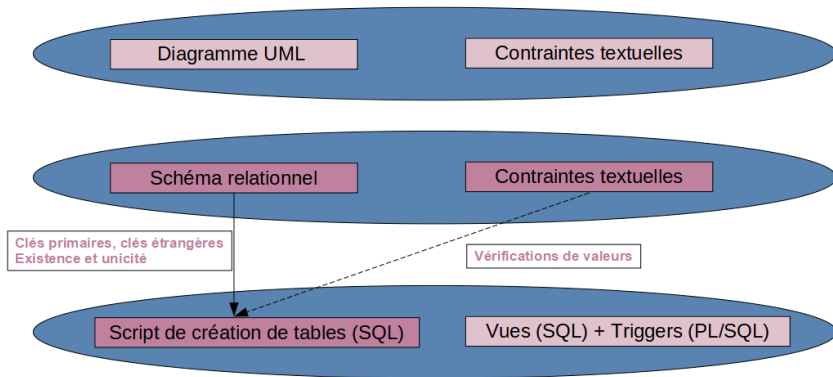 Diagramme UML
Contraintes textuelles
Schéma relationnel
Contraintes textuelles
Clés primaires, clés étrangères
Existence et unicité
Vérifications de valeurs
Script de création de tables (SQL)
Vues (SQL) + Triggers (PL/SQL)